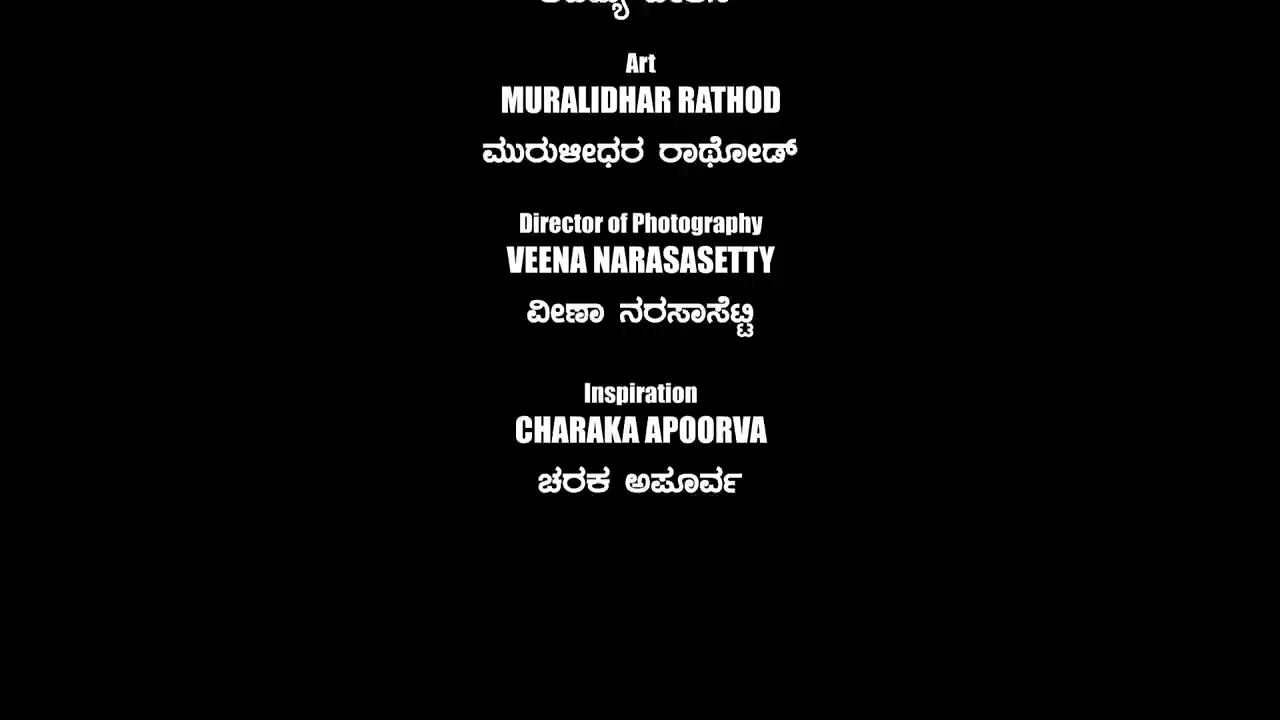 Art
MURALIDHAR RATHOD
ಮುರುಳೀಧರ ರಾಥೋಡ್
Director of Photography
VEENA NARASASETTY
ವೀಣಾ ನರಸಾಸೆಟ್ಟಿ
Inspiration
CHARAKA APOORVA
ಚರಕ ಅಪೂರ್ವ